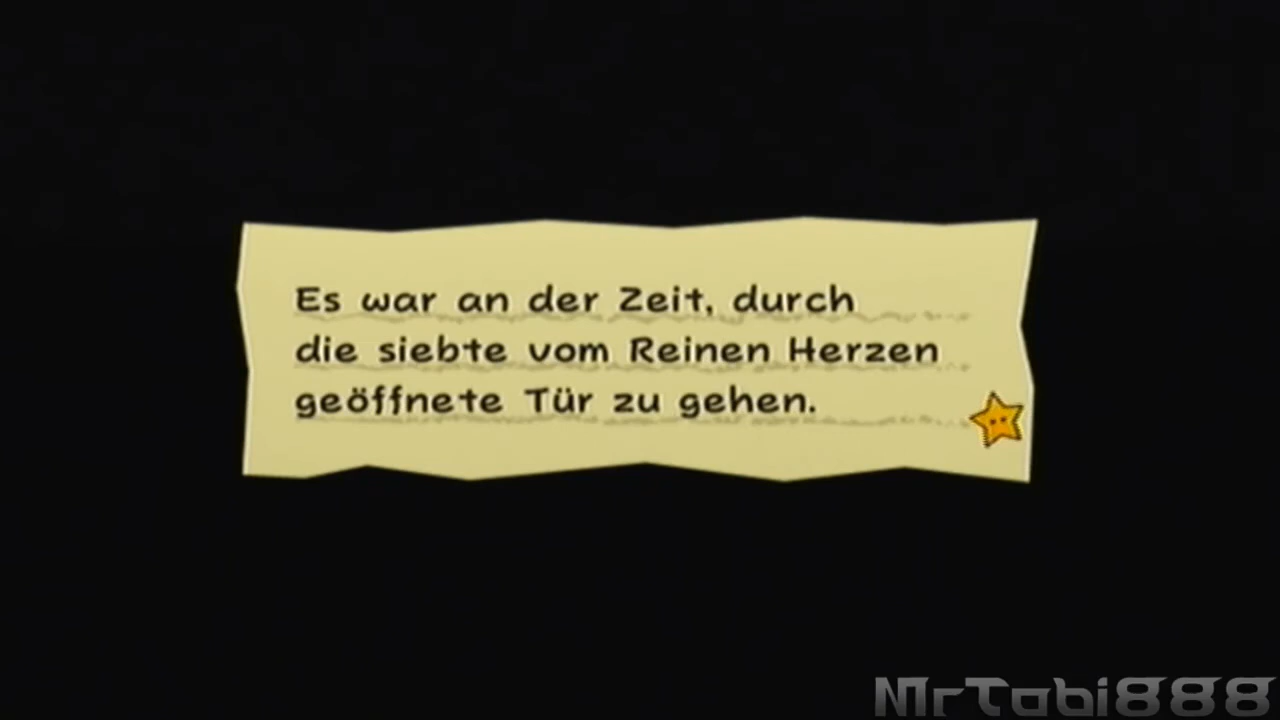 Es war an der Zeit, durch
die siebte vom Reinen Herzen
geöffnete Tür zu gehen.
MrTobi888